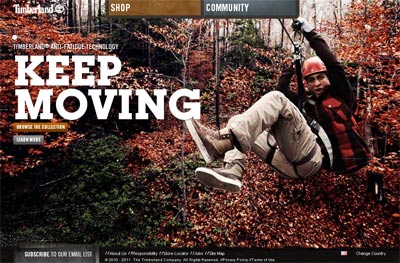 Timberland
SHOP
COMMUNITY
TIMBERLAND® ANTI-FATIGUE TECHNOLOGY
KEEP
MOVING
BROWSE THE COLLECTION
LEARN MORE
SUBSCRIBE TO OUR EMAIL LIST
//About Us //Responsibility //Store Locator //Jobs //Site Map
© 2010, 2011, The Timberland Company, All Rights Reserved. //Privacy Policy //Terms of Use
Change Country